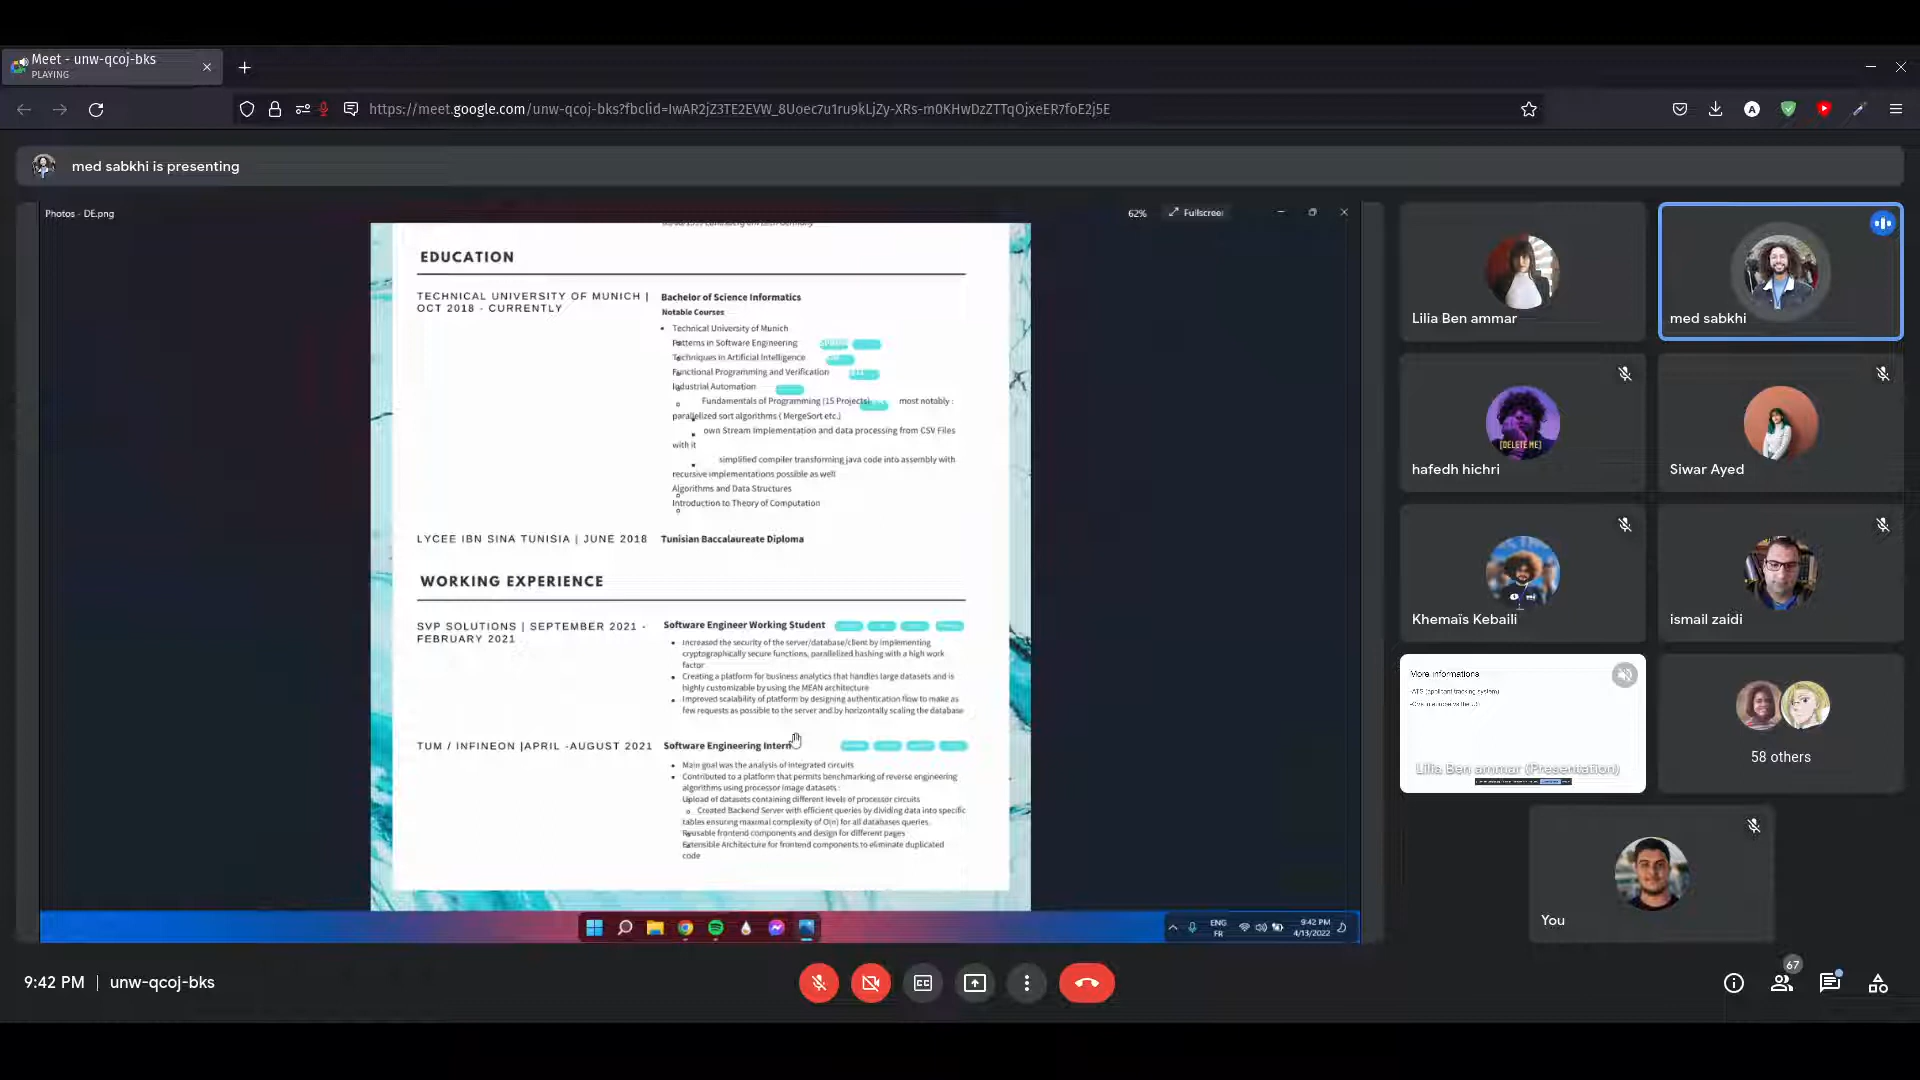 Meet - unw-qcoj-bks
PLAYING
https://meet.google.com/unw-qcoj-bks?fbclid=IwAR2jZ3TE2EVW_8Uoec7u1ru9kLjZy-XRs-m0KHwDzZTTqOjxeER7foE2j5E
med sabkhi is presenting
Photos - DE.png
62%
Fullscreen
EDUCATION
TECHNICAL UNIVERSITY OF MUNICH |
OCT 2018 - CURRENTLY
Bachelor of Science Informatics
Notable Courses
Technical University of Munich
Patterns in Software Engineering
Techniques in Artificial Intelligence
Functional Programming and Verification
Industrial Automation
Fundamentals of Programming (15 Projects) most notably :
parallelized sort algorithms ( MergeSort etc.)
own Stream Implementation and data processing from CSV Files
with it
simplified compiler transforming java code into assembly with
recursive implementations possible as well
Algorithms and Data Structures
Introduction to Theory of Computation
LYCEE IBN SINA TUNISIA | JUNE 2018
Tunisian Baccalaureate Diploma
WORKING EXPERIENCE
SVP SOLUTIONS | SEPTEMBER 2021 -
FEBRUARY 2021
Software Engineer Working Student
Increased the security of the server/database/client by implementing
cryptographically secure functions, parallelized hashing with a high work
factor
Creating a platform for business analytics that handles large datasets and is
highly customizable by using the MEAN architecture
Improved scalability of platform by designing authentication flow to make as
few requests as possible to the server and by horizontally scaling the database
TUM / INFINEON |APRIL -AUGUST 2021
Software Engineering Intern
Main goal was the analysis of integrated circuits
Contributed to a platform that permits benchmarking of reverse engineering
algorithms using processor image datasets :
Upload of datasets containing different levels of processor circuits
Created Backend Server with efficient queries by dividing data into specific
tables ensuring maximal complexity of O(n) for all databases queries.
Reusable frontend components and design for different pages
Extensible Architecture for frontend components to eliminate duplicated
code
ENG
FR
9:42 PM
4/13/2022
Lilia Ben ammar
med sabkhi
[DELETE ME]
hafedh hichri
Siwar Ayed
Khemaïs Kebaili
ismail zaidi
More informations
Lilia Ben ammar (Presentation)
58 others
You
9:42 PM | unw-qcoj-bks
67